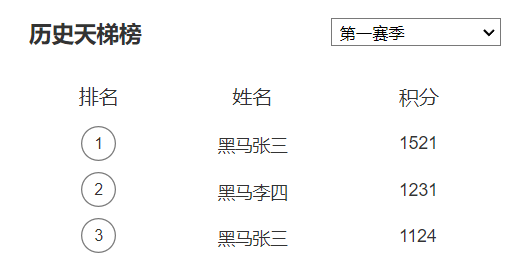 历史天梯榜 第一赛季
排名 姓名 积分
1 黑马张三 1521
2 黑马李四 1231
3 黑马张三 1124